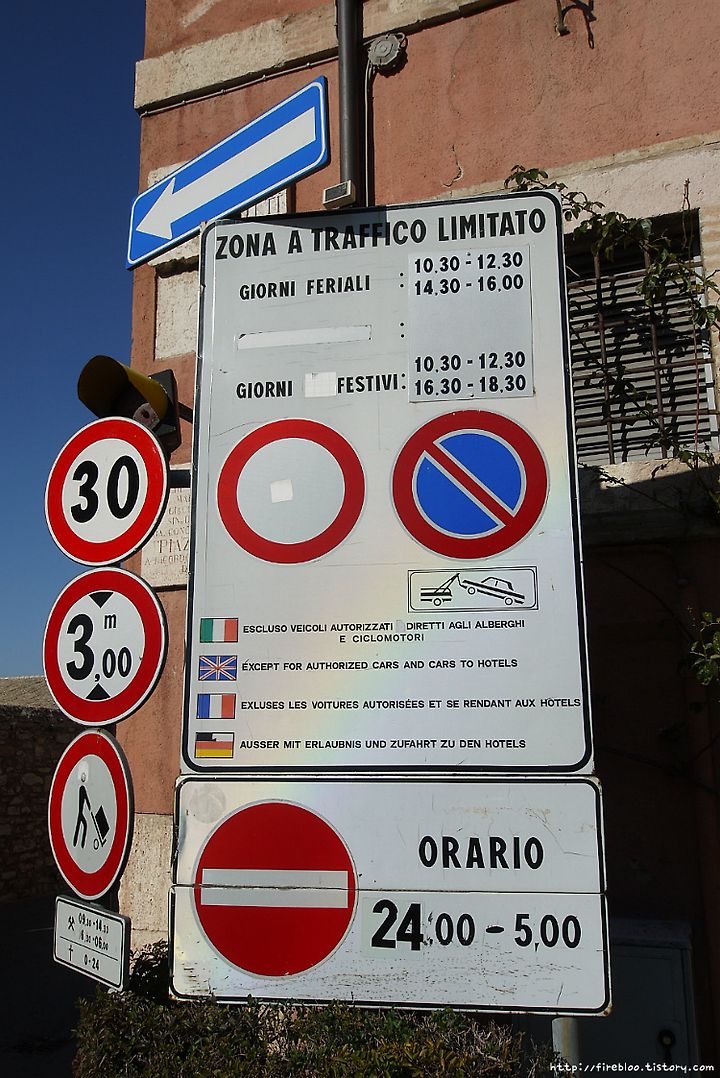 ZONA A TRAFFICO LIMITATO
GIORNI FERIALI : 10.30 - 12.30
14.30 - 16.00
:
GIORNI FESTIVI : 10.30 - 12.30
16.30 - 18.30
30
3,00 m
ESCLUSO VEICOLI AUTORIZZATI DIRETTI AGLI ALBERGHI
E CICLOMOTORI
EXCEPT FOR AUTHORIZED CARS AND CARS TO HOTELS
EXLUSES LES VOITURES AUTORISÉES ET SE RENDANT AUX HÔTELS
AUSSER MIT ERLAUBNIS UND ZUFAHRT ZU DEN HOTELS
ORARIO
24,00 - 5,00
0-24
PIAZ
http://firebloo.tistory.com